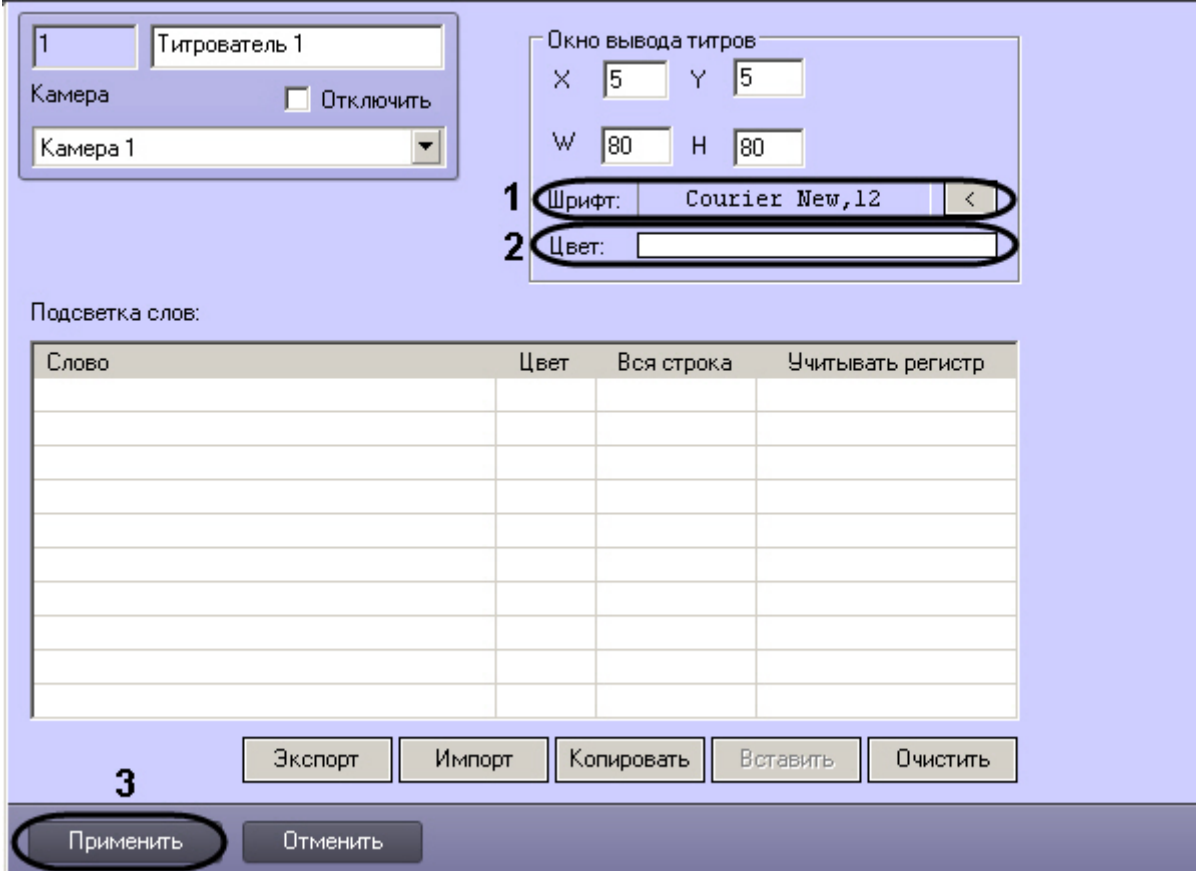 1 Титрователь 1
Камера Отключить
Камера 1
Окно вывода титров
X 5 Y 5
W 80 H 80
1 Шрифт: Courier New,12 <
2 Цвет:
Подсветка слов:
Слово Цвет Вся строка Учитывать регистр
Экспорт Импорт Копировать Вставить Очистить
3
Применить Отменить